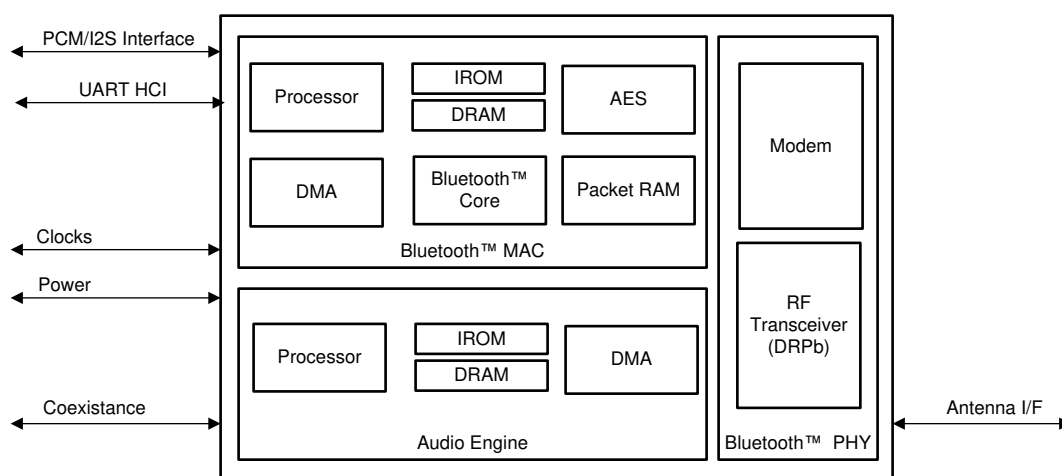 PCM/I2S Interface
UART HCI
Clocks
Power
Coexistance
Processor
IROM
DRAM
AES
DMA
Bluetooth™
Core
Packet RAM
Bluetooth™ MAC
Processor
IROM
DRAM
DMA
Audio Engine
Modem
RF
Transceiver
(DRPb)
Bluetooth™ PHY
Antenna I/F